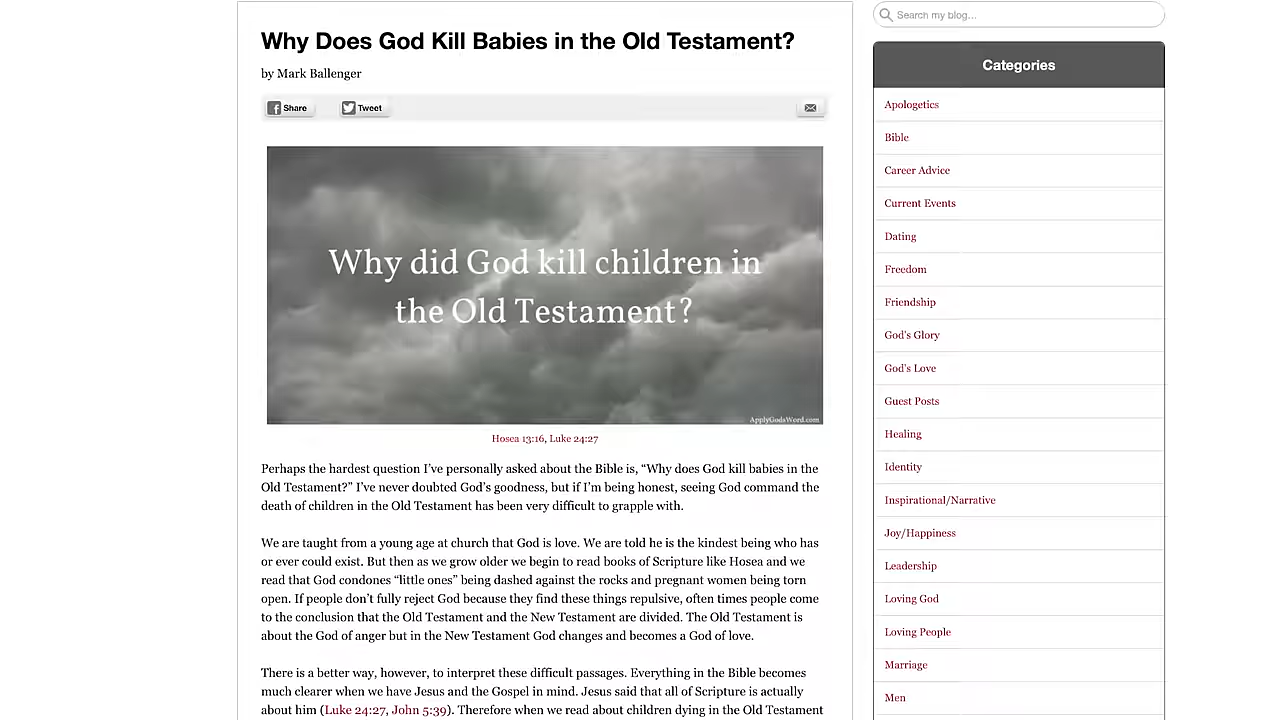 Why Does God Kill Babies in the Old Testament?
by Mark Ballenger
Share
Tweet
Why did God kill children in
the Old Testament?
ApplyGodsWord.com
Hosea 13:16, Luke 24:27
Perhaps the hardest question I've personally asked about the Bible is, “Why does God kill babies in the
Old Testament?” I've never doubted God's goodness, but if I'm being honest, seeing God command the
death of children in the Old Testament has been very difficult to grapple with.
We are taught from a young age at church that God is love. We are told he is the kindest being who has
or ever could exist. But then as we grow older we begin to read books of Scripture like Hosea and we
read that God condones “little ones” being dashed against the rocks and pregnant women being torn
open. If people don't fully reject God because they find these things repulsive, often times people come
to the conclusion that the Old Testament and the New Testament are divided. The Old Testament is
about the God of anger but in the New Testament God changes and becomes a God of love.
There is a better way, however, to interpret these difficult passages. Everything in the Bible becomes
much clearer when we have Jesus and the Gospel in mind. Jesus said that all of Scripture is actually
about him (Luke 24:27, John 5:39). Therefore when we read about children dying in the Old Testament
Search my blog...
Categories
Apologetics
Bible
Career Advice
Current Events
Dating
Freedom
Friendship
God's Glory
God's Love
Guest Posts
Healing
Identity
Inspirational/Narrative
Joy/Happiness
Leadership
Loving God
Loving People
Marriage
Men